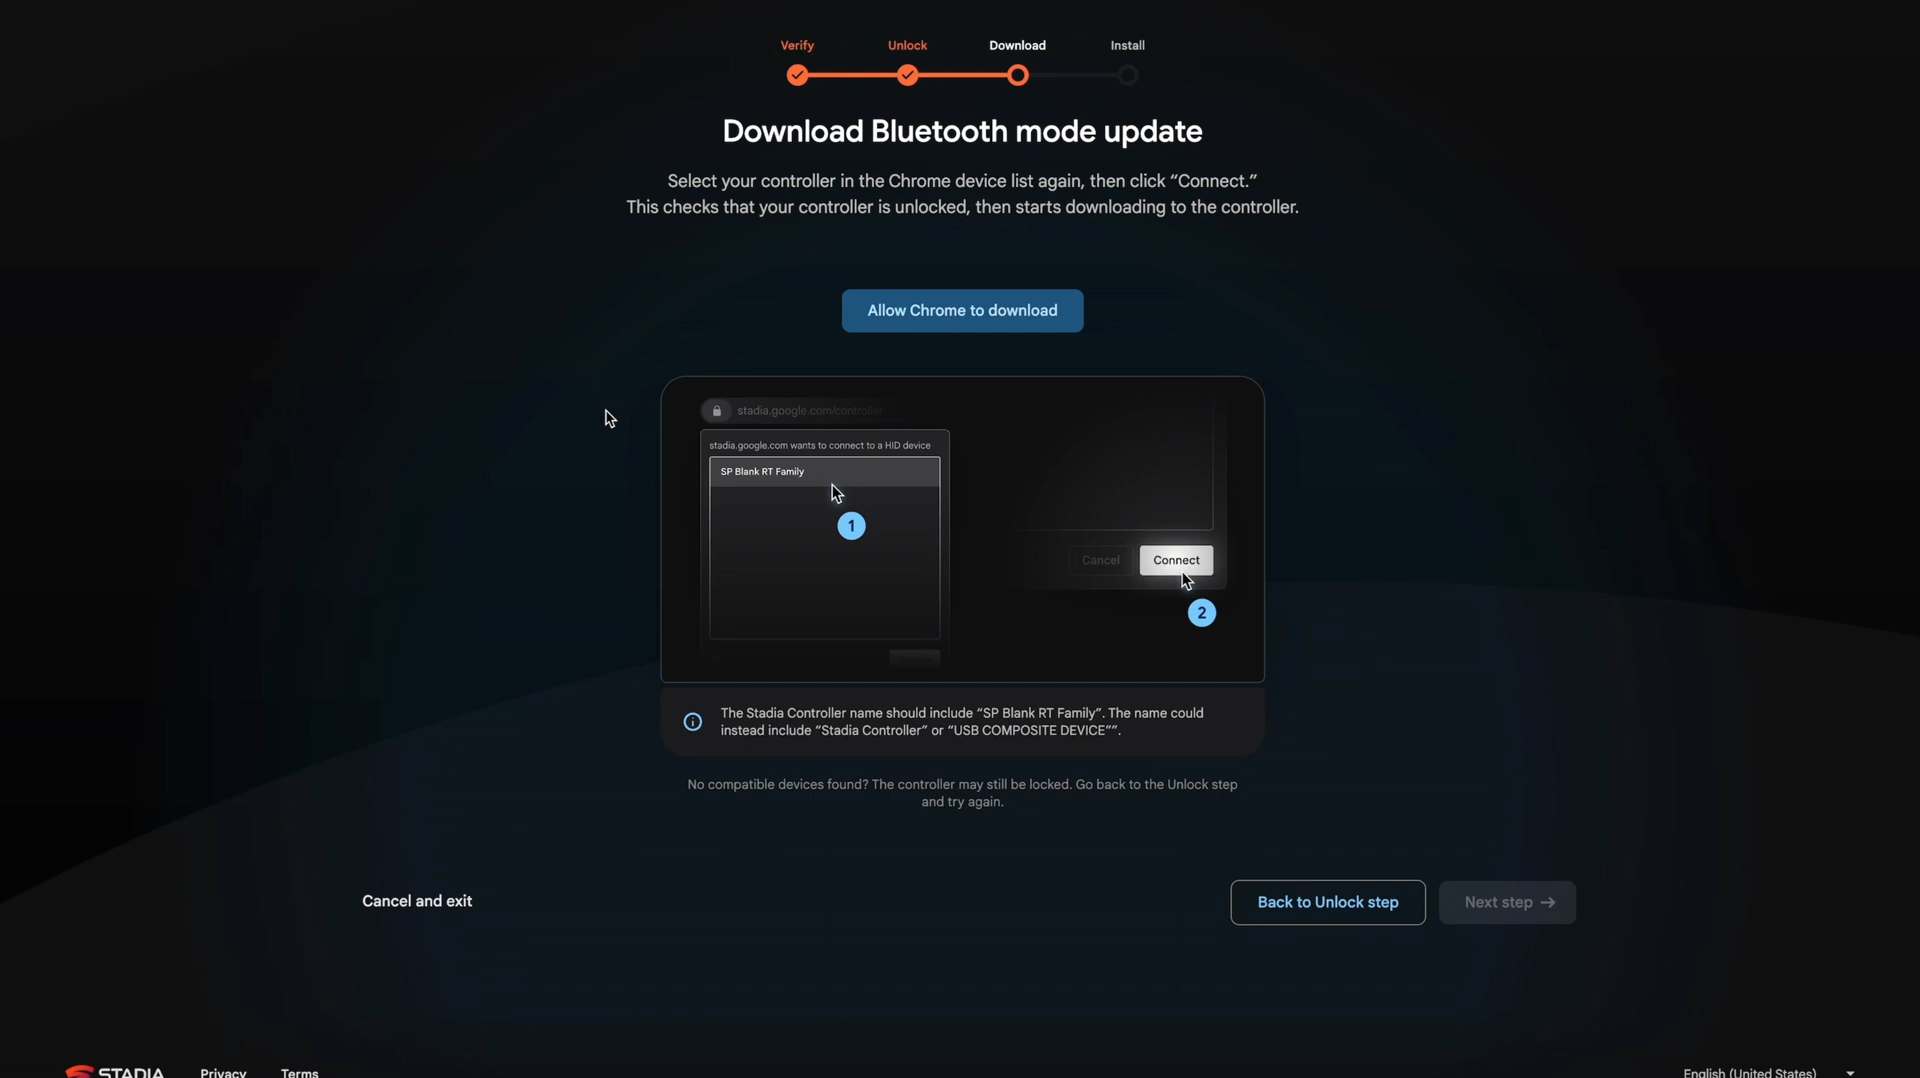 Verify Unlock Download Install
Download Bluetooth mode update
Select your controller in the Chrome device list again, then click “Connect.”
This checks that your controller is unlocked, then starts downloading to the controller.
Allow Chrome to download
stadia.google.com/controller
stadia.google.com wants to connect to a HID device
SP Blank RT Family
1
Cancel Connect
2
The Stadia Controller name should include “SP Blank RT Family”. The name could
instead include “Stadia Controller” or “USB COMPOSITE DEVICE””.
No compatible devices found? The controller may still be locked. Go back to the Unlock step
and try again.
Cancel and exit
Back to Unlock step
Next step →
STADIA Privacy Terms
English (United States)